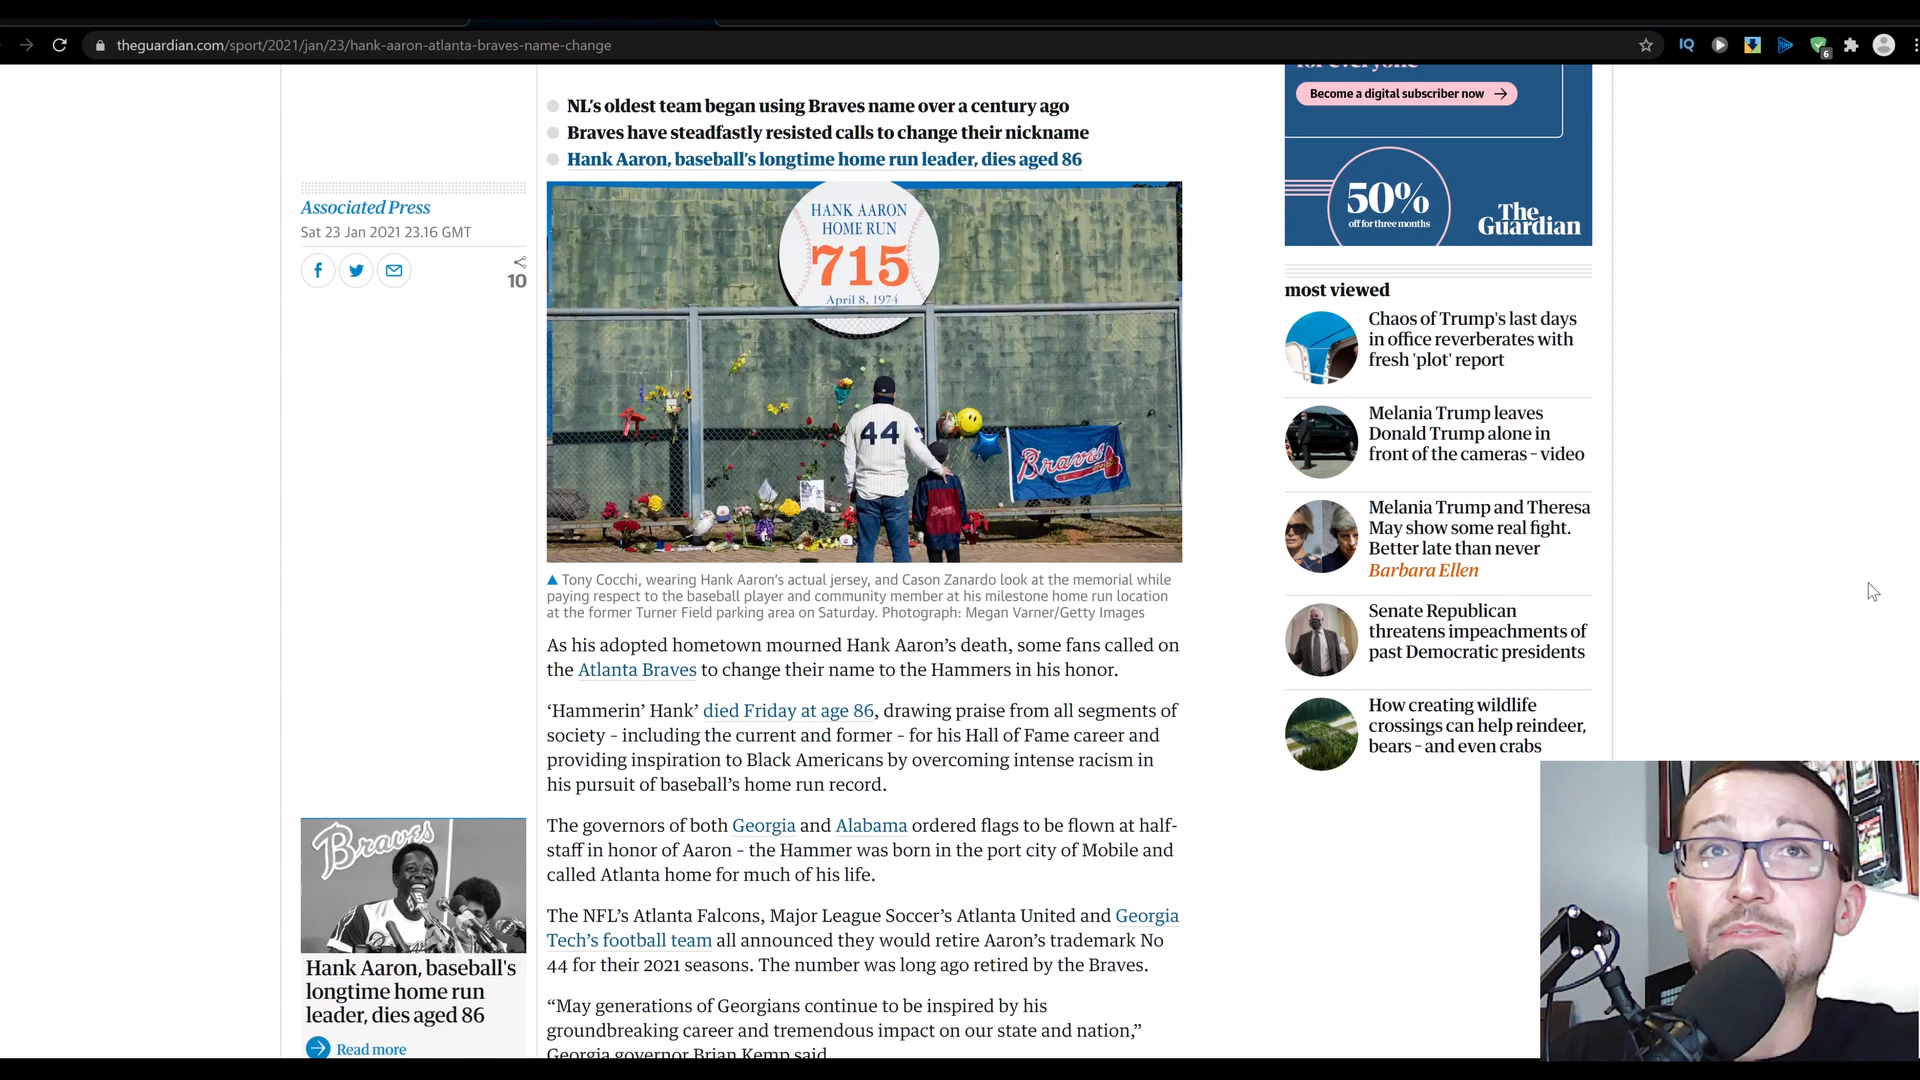 theguardian.com/sport/2021/jan/23/hank-aaron-atlanta-braves-name-change
IQ
6
NL's oldest team began using Braves name over a century ago
Braves have steadfastly resisted calls to change their nickname
Hank Aaron, baseball's longtime home run leader, dies aged 86
Associated Press
Sat 23 Jan 2021 23.16 GMT
10
HANK AARON
HOME RUN
715
April 8, 1974
44
Braves
▲ Tony Cocchi, wearing Hank Aaron's actual jersey, and Cason Zanardo look at the memorial while
paying respect to the baseball player and community member at his milestone home run location
at the former Turner Field parking area on Saturday. Photograph: Megan Varner/Getty Images
As his adopted hometown mourned Hank Aaron’s death, some fans called on
the Atlanta Braves to change their name to the Hammers in his honor.
‘Hammerin’ Hank’ died Friday at age 86, drawing praise from all segments of
society – including the current and former – for his Hall of Fame career and
providing inspiration to Black Americans by overcoming intense racism in
his pursuit of baseball’s home run record.
The governors of both Georgia and Alabama ordered flags to be flown at half-
staff in honor of Aaron – the Hammer was born in the port city of Mobile and
called Atlanta home for much of his life.
The NFL’s Atlanta Falcons, Major League Soccer’s Atlanta United and Georgia
Tech’s football team all announced they would retire Aaron’s trademark No
44 for their 2021 seasons. The number was long ago retired by the Braves.
“May generations of Georgians continue to be inspired by his
groundbreaking career and tremendous impact on our state and nation,”
Georgia governor Brian Kemp said
Braves
Hank Aaron, baseball's
longtime home run
leader, dies aged 86
Read more
for everyone
Become a digital subscriber now
50%
off for three months
The
Guardian
most viewed
Chaos of Trump's last days
in office reverberates with
fresh 'plot' report
Melania Trump leaves
Donald Trump alone in
front of the cameras – video
Melania Trump and Theresa
May show some real fight.
Better late than never
Barbara Ellen
Senate Republican
threatens impeachments of
past Democratic presidents
How creating wildlife
crossings can help reindeer,
bears – and even crabs